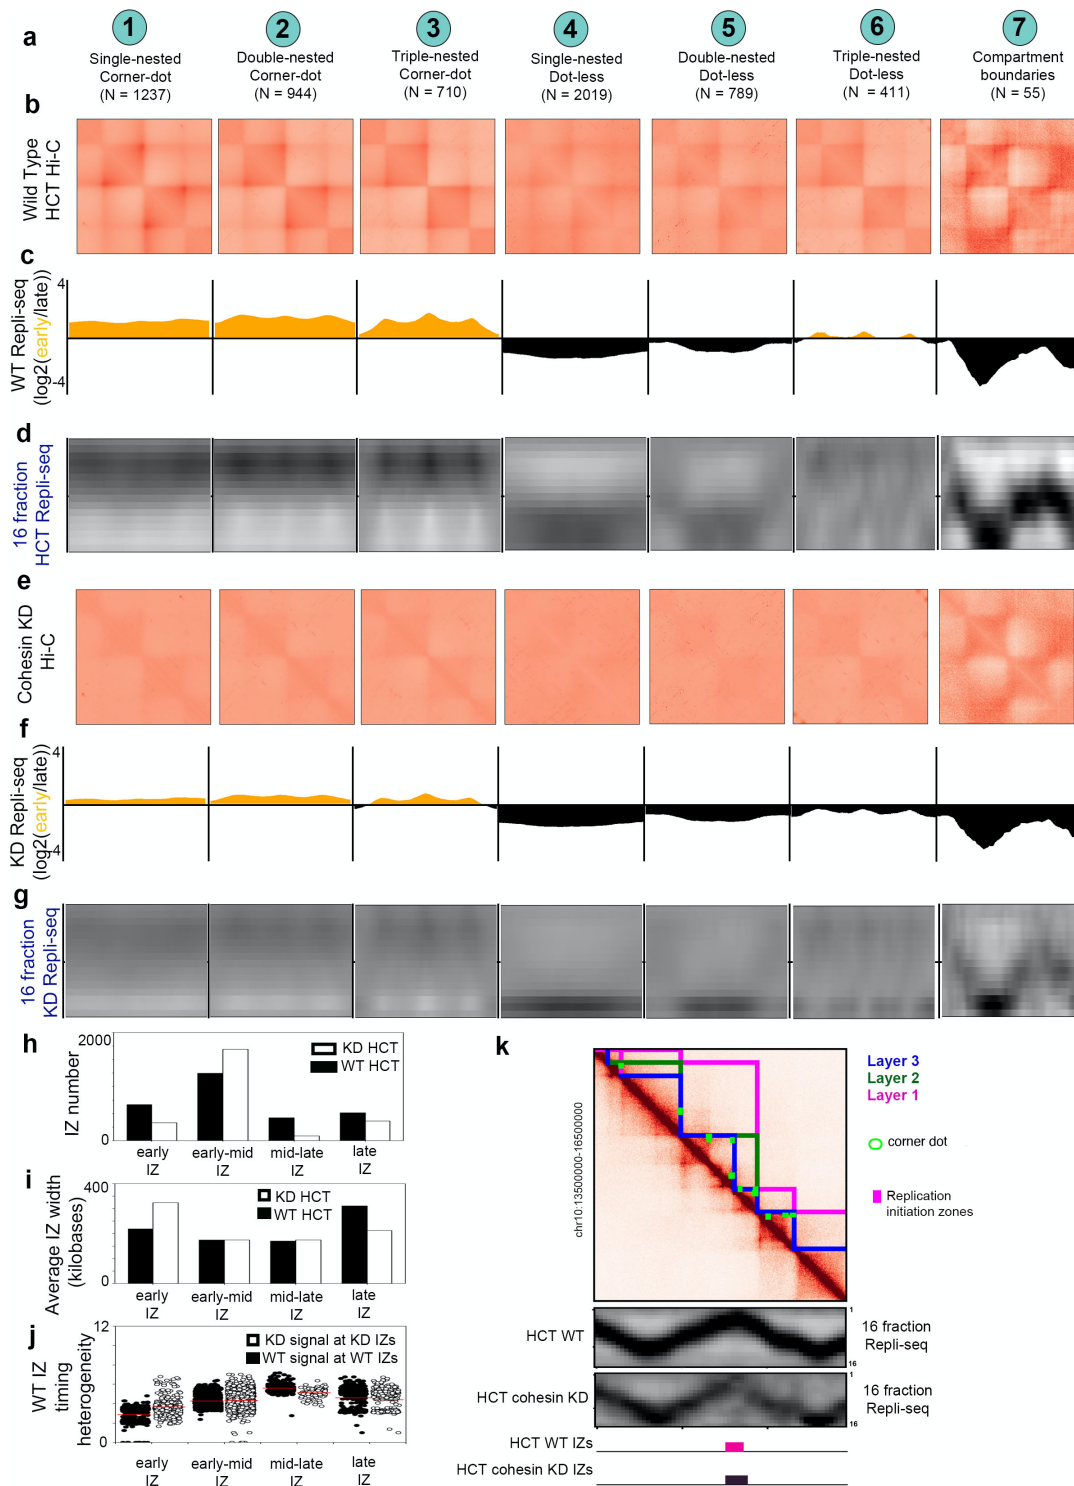 a
1
2
3
4
5
6
7
Single-nested
Corner-dot
(N = 1237)
Double-nested
Corner-dot
(N = 944)
Triple-nested
Corner-dot
(N = 710)
Single-nested
Dot-less
(N = 2019)
Double-nested
Dot-less
(N = 789)
Triple-nested
Dot-less
(N = 411)
Compartment
boundaries
(N = 55)
b
Wild Type
HCT Hi-C
c
WT Repli-seq
(log2(early/late))
4
-4
d
16 fraction
HCT Repli-seq
e
Cohesin KD
Hi-C
f
KD Repli-seq
(log2(early/late))
4
-4
g
16 fraction
KD Repli-seq
h
IZ number
2000
0
KD HCT
WT HCT
early
IZ
early-mid
IZ
mid-late
IZ
late
IZ
i
Average IZ width
(kilobases)
400
0
KD HCT
WT HCT
early
IZ
early-mid
IZ
mid-late
IZ
late
IZ
j
WT IZ
timing
heterogeneity
12
0
KD signal at KD IZs
WT signal at WT IZs
early
IZ
early-mid
IZ
mid-late
IZ
late
IZ
k
chr10:13500000-16500000
Layer 3
Layer 2
Layer 1
corner dot
Replication
initiation zones
HCT WT
1
16
16 fraction
Repli-seq
HCT cohesin KD
1
16
16 fraction
Repli-seq
HCT WT IZs
HCT cohesin KD IZs